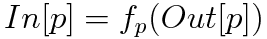 In[p] = f_p(Out[p])